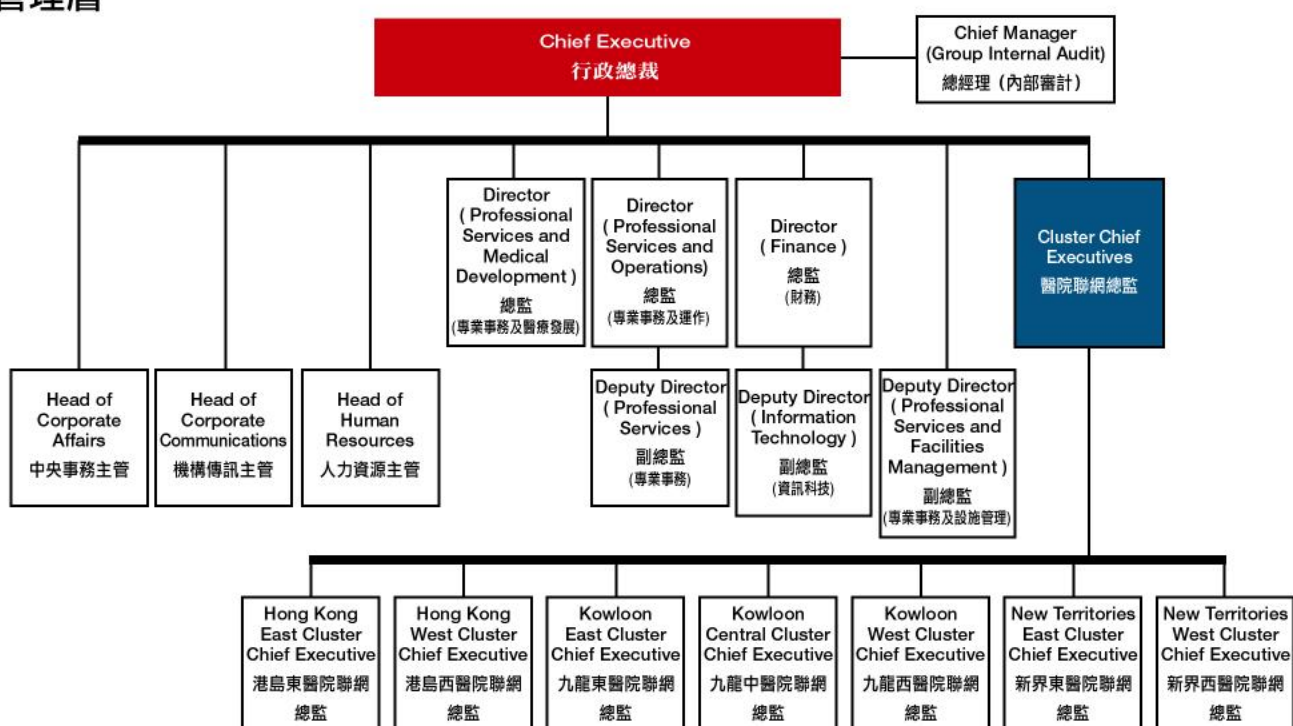 管理層
Chief Executive
行政總裁
Chief Manager
(Group Internal Audit)
總經理（內部審計）
Director
( Professional
Services and
Medical
Development )
總監
(專業事務及醫療發展)
Director
( Professional
Services and
Operations)
總監
(專業事務及運作)
Director
( Finance )
總監
(財務)
Cluster Chief
Executives
醫院聯網總監
Head of
Corporate
Affairs
中央事務主管
Head of
Corporate
Communications
機構傳訊主管
Head of
Human
Resources
人力資源主管
Deputy Director
( Professional
Services )
副總監
(專業事務)
Deputy Director
( Information
Technology )
副總監
(資訊科技)
Deputy Director
( Professional
Services and
Facilities
Management )
副總監
(專業事務及設施管理)
Hong Kong
East Cluster
Chief Executive
港島東醫院聯網
總監
Hong Kong
West Cluster
Chief Executive
港島西醫院聯網
總監
Kowloon
East Cluster
Chief Executive
九龍東醫院聯網
總監
Kowloon
Central Cluster
Chief Executive
九龍中醫院聯網
總監
Kowloon
West Cluster
Chief Executive
九龍西醫院聯網
總監
New Territories
East Cluster
Chief Executive
新界東醫院聯網
總監
New Territories
West Cluster
Chief Executive
新界西醫院聯網
總監